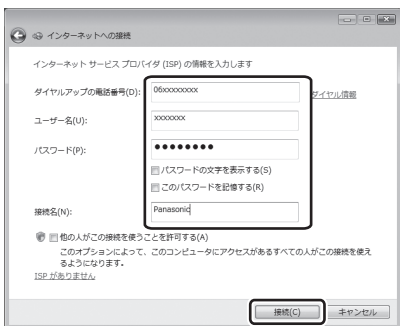 インターネットへの接続
インターネット サービス プロバイダ (ISP) の情報を入力します
ダイヤルアップの電話番号(D): 06xxxxxxxx ダイヤル情報
ユーザー名(U): xxxxxxx
パスワード(P): ●●●●●●●●
パスワードの文字を表示する(S)
このパスワードを記憶する(R)
接続名(N): Panasonic
他の人がこの接続を使うことを許可する(A)
このオプションによって、このコンピュータにアクセスがあるすべての人がこの接続を使え
るようになります。
ISP がありません
接続(C) キャンセル